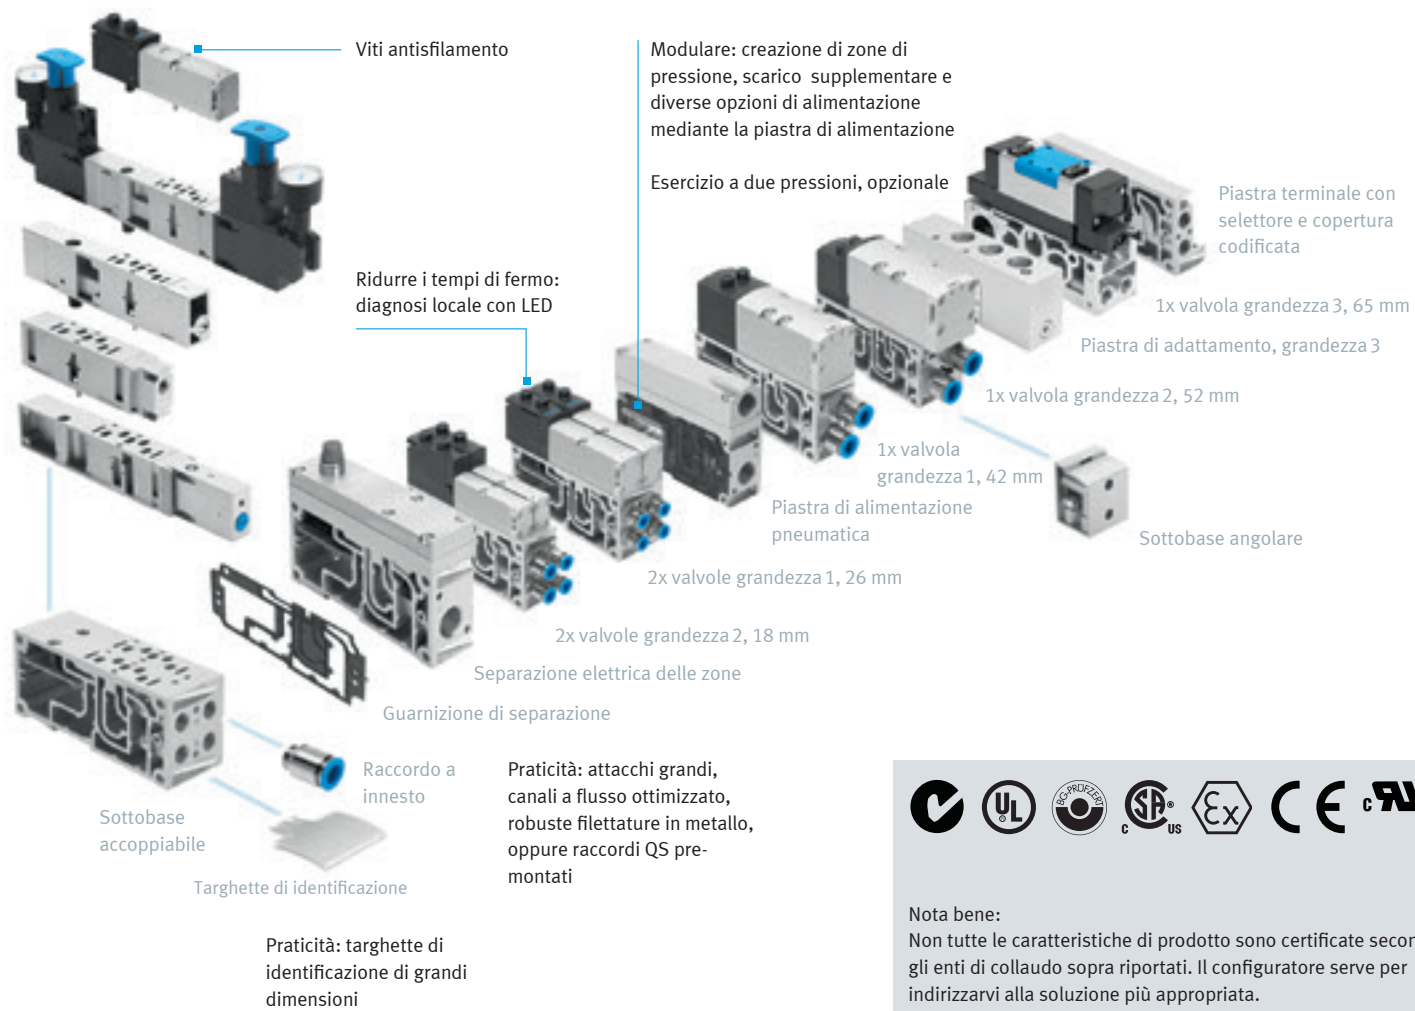 Viti antisfilamento
Modulare: creazione di zone di
pressione, scarico supplementare e
diverse opzioni di alimentazione
mediante la piastra di alimentazione
Esercizio a due pressioni, opzionale
Piastra terminale con
selettore e copertura
codificata
Ridurre i tempi di fermo:
diagnosi locale con LED
1x valvola grandezza 3, 65 mm
Piastra di adattamento, grandezza 3
1x valvola grandezza 2, 52 mm
1x valvola
grandezza 1, 42 mm
Piastra di alimentazione
pneumatica
Sottobase angolare
2x valvole grandezza 1, 26 mm
2x valvole grandezza 2, 18 mm
Separazione elettrica delle zone
Guarnizione di separazione
Raccordo a
innesto
Praticità: attacchi grandi,
canali a flusso ottimizzato,
robuste filettature in metallo,
oppure raccordi QS pre-
montati
Sottobase
accoppiabile
Targhette di identificazione
Praticità: targhette di
identificazione di grandi
dimensioni
UL
BG-PRÜFZERT
C SA® US
Ex
CE
c
Nota bene:
Non tutte le caratteristiche di prodotto sono certificate secon
gli enti di collaudo sopra riportati. Il configuratore serve per
indirizzarvi alla soluzione più appropriata.